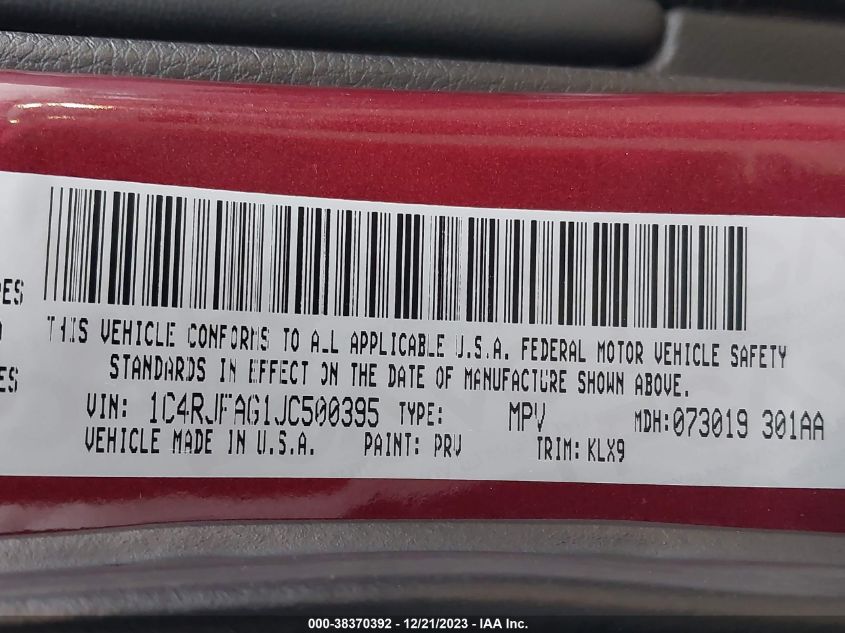 PES
THIS VEHICLE CONFORMS TO ALL APPLICABLE U.S.A. FEDERAL MOTOR VEHICLE SAFETY
ES
STANDARDS IN EFFECT ON THE DATE OF MANUFACTURE SHOWN ABOVE.
VIN: 1C4RJFAG1JC500395 TYPE: MPV MDH:073019 301AA
VEHICLE MADE IN U.S.A. PAINT: PRV TRIM: KLX9
000-38370392 - 12/21/2023 - IAA Inc.